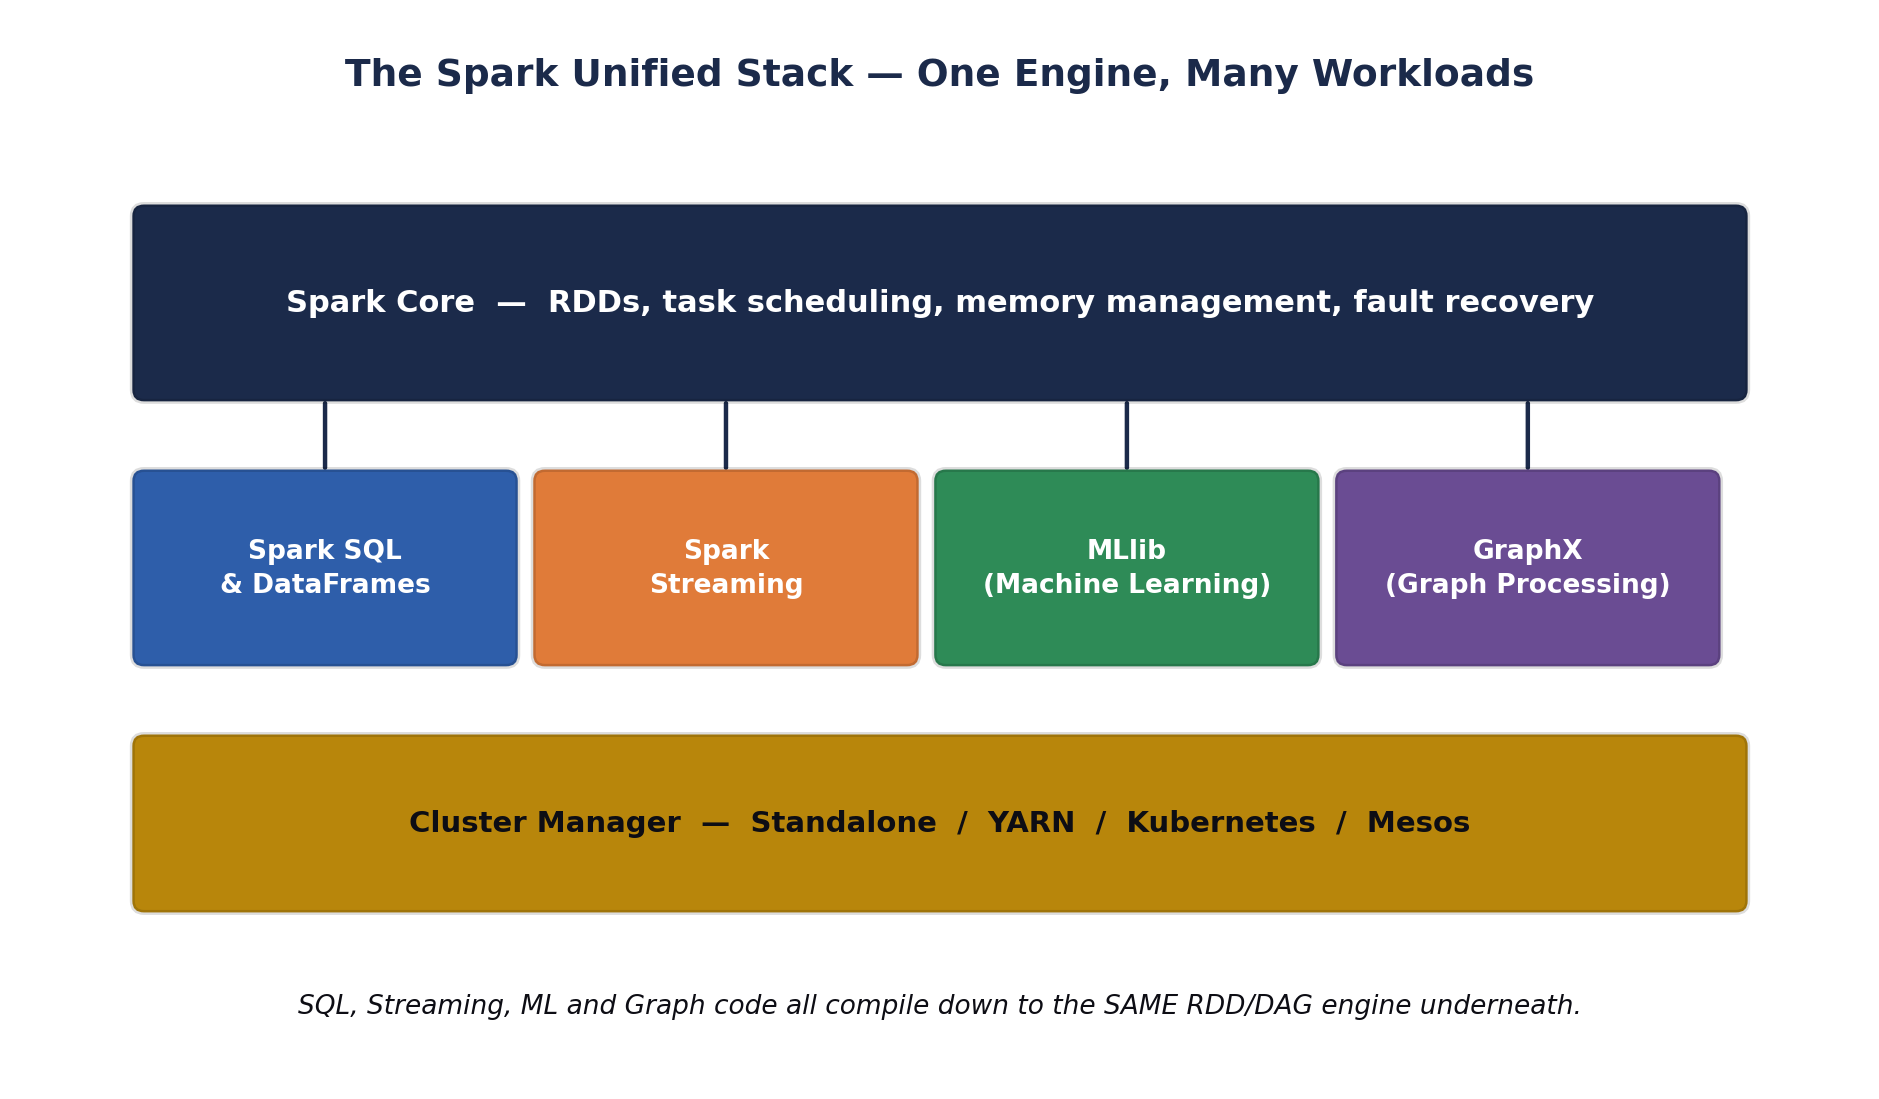 The Spark Unified Stack — One Engine, Many Workloads
Spark Core — RDDs, task scheduling, memory management, fault recovery
Spark SQL
& DataFrames
Spark
Streaming
MLlib
(Machine Learning)
GraphX
(Graph Processing)
Cluster Manager — Standalone / YARN / Kubernetes / Mesos
SQL, Streaming, ML and Graph code all compile down to the SAME RDD/DAG engine underneath.